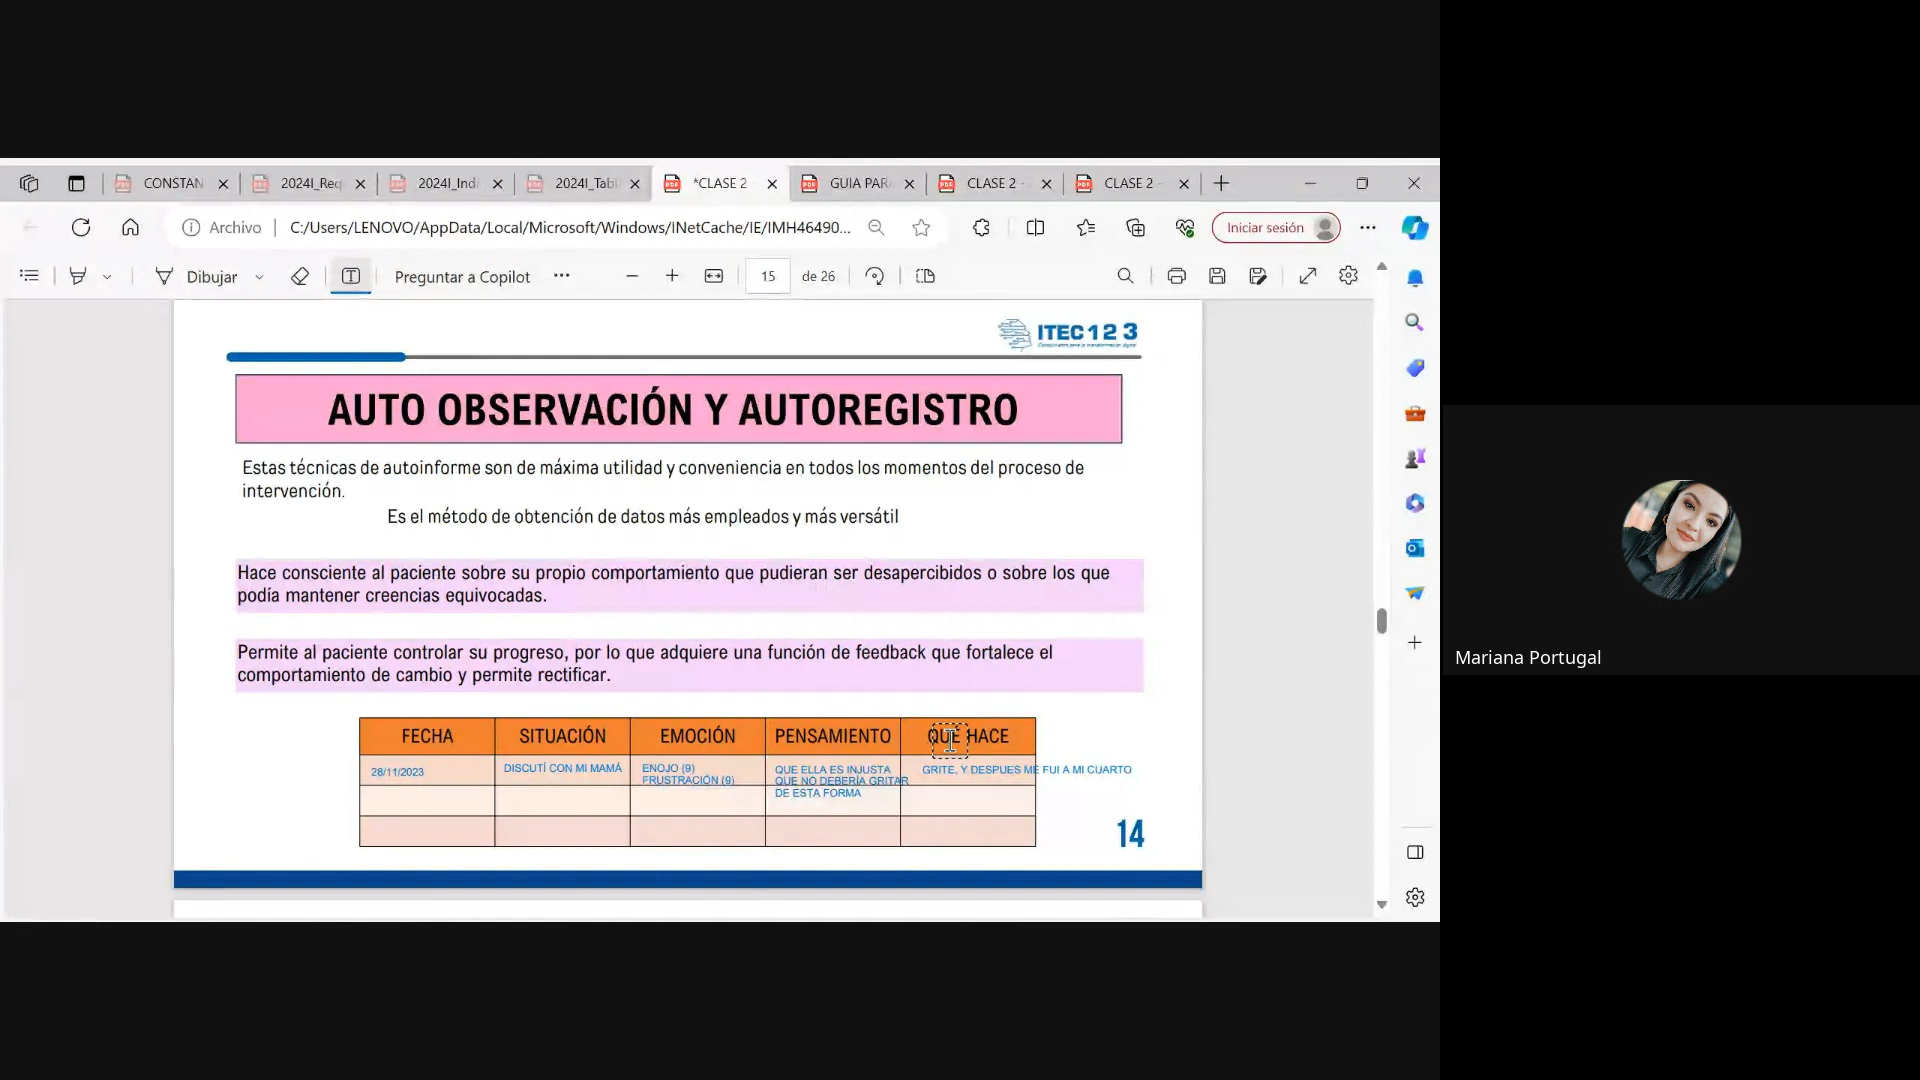 CONSTAN
2024I_Req
2024I_Indi
2024I_Tabl
*CLASE 2
GUIA PAR
CLASE 2 -
CLASE 2 -
Archivo
C:/Users/LENOVO/AppData/Local/Microsoft/Windows/INetCache/IE/IMH46490...
Iniciar sesión
Dibujar
Preguntar a Copilot
15
de 26
ITEC 1 2 3
AUTO OBSERVACIÓN Y AUTOREGISTRO
Estas técnicas de autoinforme son de máxima utilidad y conveniencia en todos los momentos del proceso de
intervención.
Es el método de obtención de datos más empleados y más versátil
Hace consciente al paciente sobre su propio comportamiento que pudieran ser desapercibidos o sobre los que
podía mantener creencias equivocadas.
Permite al paciente controlar su progreso, por lo que adquiere una función de feedback que fortalece el
comportamiento de cambio y permite rectificar.
FECHA
SITUACIÓN
EMOCIÓN
PENSAMIENTO
QUE HACE
28/11/2023
DISCUTÍ CON MI MAMÁ
ENOJO (9)
FRUSTRACIÓN (9)
QUE ELLA ES INJUSTA
QUE NO DEBERÍA GRITAR
DE ESTA FORMA
GRITE, Y DESPUES ME FUI A MI CUARTO
14
Mariana Portugal